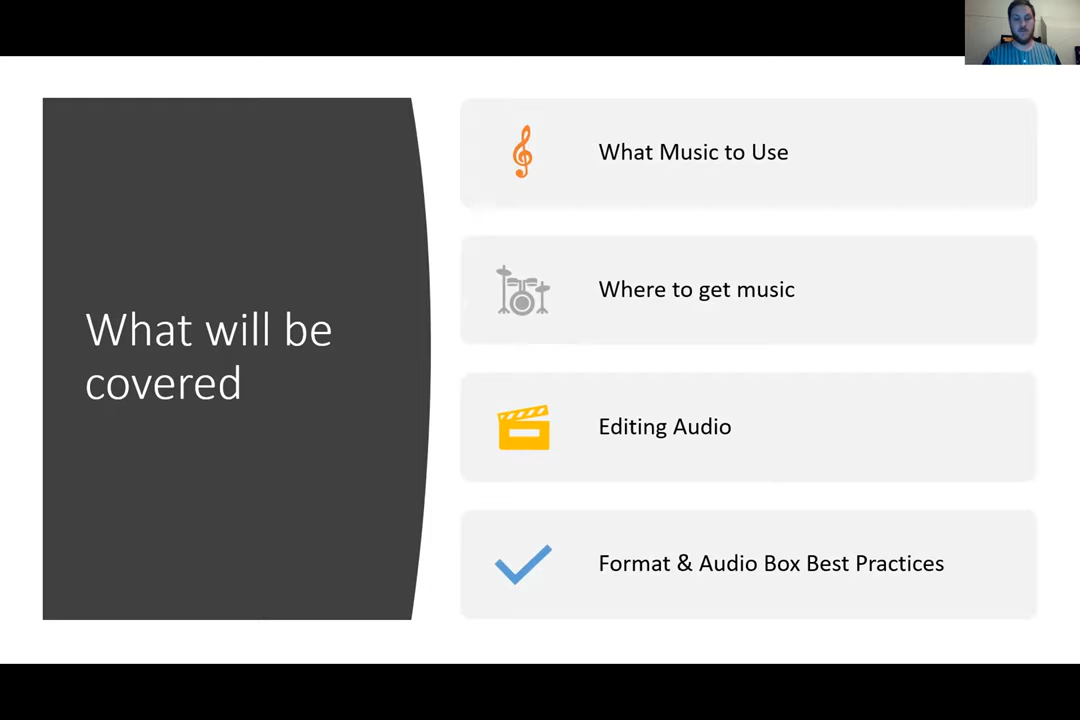 What will be
covered
What Music to Use
Where to get music
Editing Audio
Format & Audio Box Best Practices